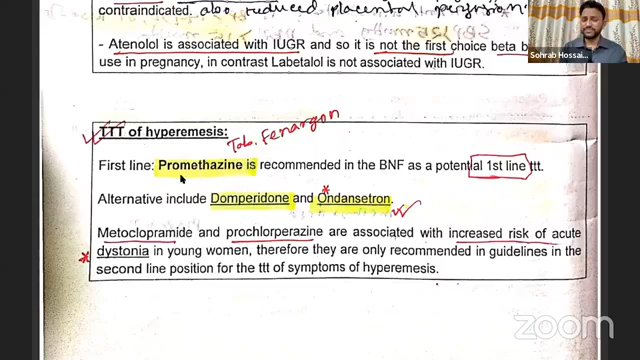 contraindicated. also reduced placental perfusion.
- Atenolol is associated with IUGR and so it is not the first choice beta b
use in pregnancy, in contrast Labetalol is not associated with IUGR.
Sohrab Hossai...
TTT of hyperemesis:
Tab. Fenargon
First line: Promethazine is recommended in the BNF as a potential 1st line ttt.
Alternative include Domperidone and Ondansetron.
Metoclopramide and prochlorperazine are associated with increased risk of acute
dystonia in young women, therefore they are only recommended in guidelines in the
second line position for the ttt of symptoms of hyperemesis.
zoom